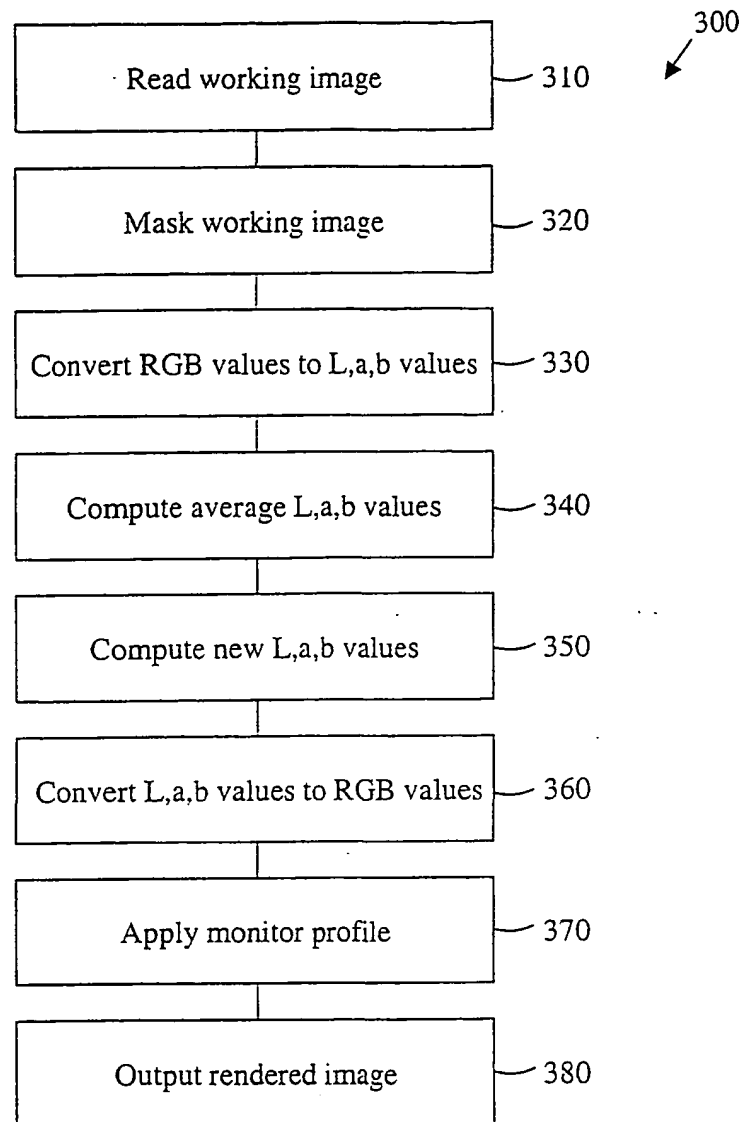 300
Read working image 310
Mask working image 320
Convert RGB values to L,a,b values 330
Compute average L,a,b values 340
Compute new L,a,b values 350
Convert L,a,b values to RGB values 360
Apply monitor profile 370
Output rendered image 380